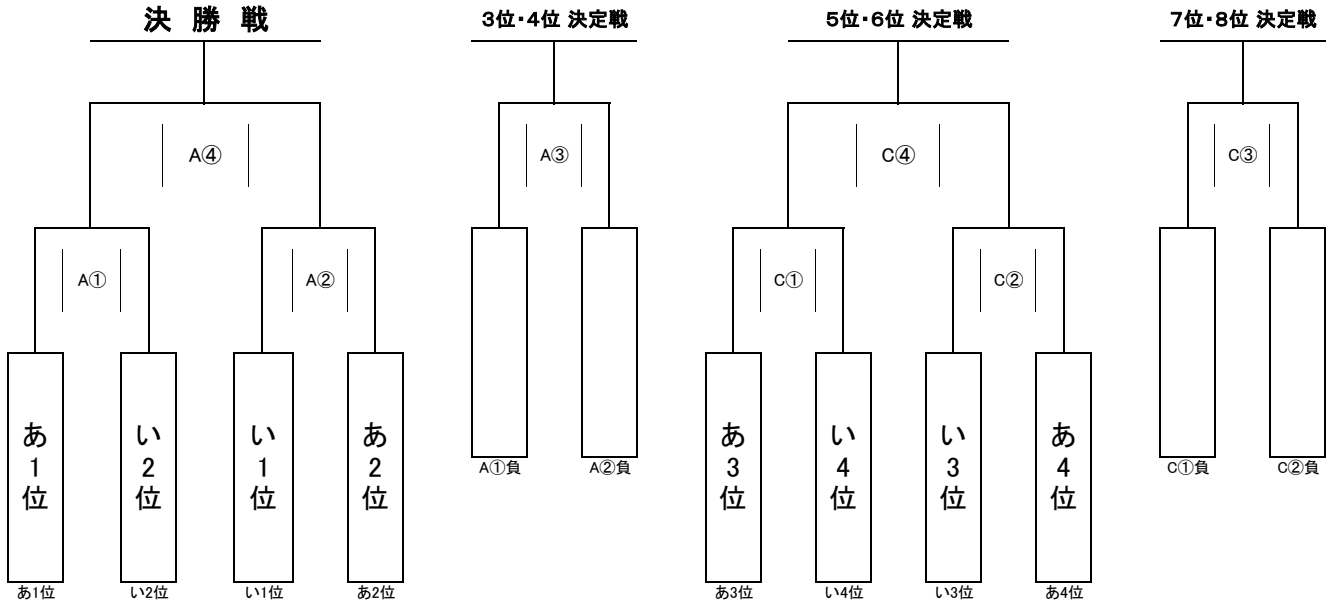 決勝戦
3位・4位 決定戦
5位・6位 決定戦
7位・8位 決定戦
A④
A③
C④
C③
A①
A②
C①
C②
あ1位
い2位
い1位
あ2位
あ3位
い4位
い3位
あ4位
A①負
A②負
C①負
C②負
あ1位
い2位
い1位
あ2位
あ3位
い4位
い3位
あ4位